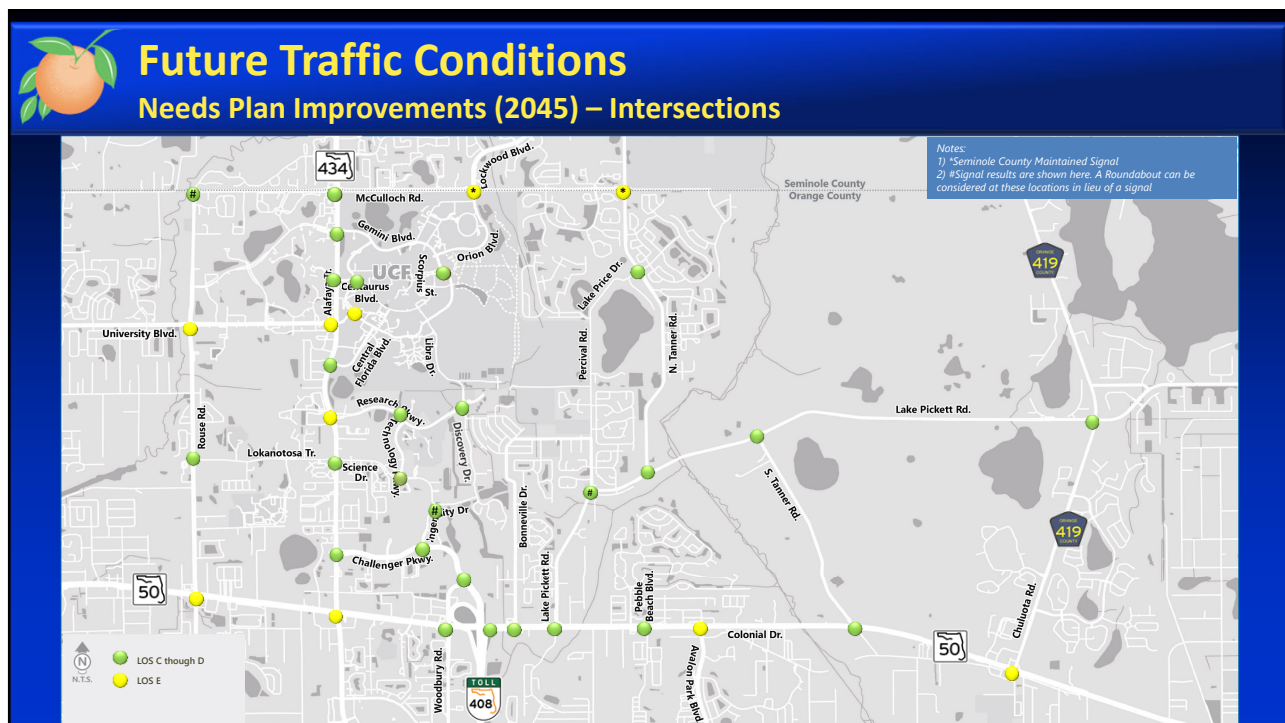 Future Traffic Conditions
Needs Plan Improvements (2045) – Intersections
Notes:
1) *Seminole County Maintained Signal
2) #Signal results are shown here. A Roundabout can be
considered at these locations in lieu of a signal
434
Lockwood Blvd.
Seminole County
Orange County
#
*
*
McCulloch Rd.
Gemini Blvd.
Orion Blvd.
ORANGE
419
COUNTY
UCF
Scorpius
St.
Alafaya Tr.
Centaurus
Blvd.
Lake Price Dr.
University Blvd.
Central
Florida Blvd.
Libra Dr.
Percival Rd.
N. Tanner Rd.
Research Pkwy.
Lake Pickett Rd.
Rouse Rd.
Technology Pkwy.
Discovery Dr.
Lokanotosa Tr.
Science
Dr.
S. Tanner Rd.
#
#
Ingenuity Dr
Bonneville Dr.
ORANGE
419
COUNTY
Challenger Pkwy.
Lake Pickett Rd.
Pebble
Beach Blvd.
Chuluota Rd.
50
Colonial Dr.
50
Woodbury Rd.
Avalon Park Blvd.
TOLL
408
N
N.T.S.
LOS C though D
LOS E